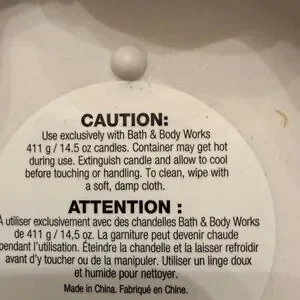 CAUTION:
Use exclusively with Bath & Body Works
411 g / 14.5 oz candles. Container may get hot
during use. Extinguish candle and allow to cool
before touching or handling. To clean, wipe with
a soft, damp cloth.
ATTENTION :
À utiliser exclusivement avec des chandelles Bath & Body Works
de 411 g / 14,5 oz. La garniture peut devenir chaude
pendant l'utilisation. Éteindre la chandelle et la laisser refroidir
avant d'y toucher ou de la manipuler. Utiliser un linge doux
et humide pour nettoyer.
Made in China. Fabriqué en Chine.